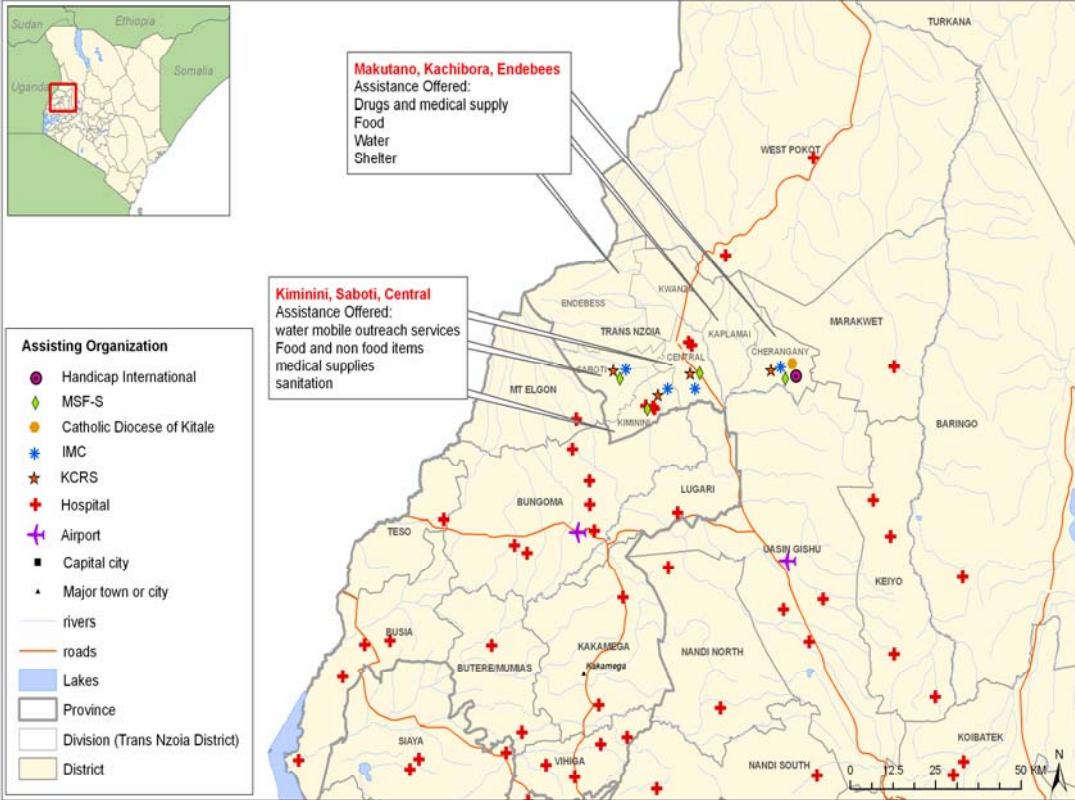 Sudan
Ethiopia
Uganda
Somalia
Makutano, Kachibora, Endebees
Assistance Offered:
Drugs and medical supply
Food
Water
Shelter
Kiminini, Saboti, Central
Assistance Offered:
water mobile outreach services
Food and non food items
medical supplies
sanitation
Assisting Organization
Handicap International
MSF-S
Catholic Diocese of Kitale
IMC
KCRS
Hospital
Airport
Capital city
Major town or city
rivers
roads
Lakes
Province
Division (Trans Nzoia District)
District
TURKANA
WEST POKOT
KWANZA
ENDEBESS
TRANS NZOIA
KAPLAMAI
MARAKWET
CENTRAL
CHERANGANY
SABOTI
MT ELGON
KIMININI
BARINGO
LUGARI
BUNGOMA
TESO
UASIN GISHU
KEIYO
BUSIA
BUTERE/MUMIAS
KAKAMEGA
Kakamega
NANDI NORTH
SIAYA
VIHIGA
NANDI SOUTH
KOIBATEK
N
0 12.5 25 50 KM